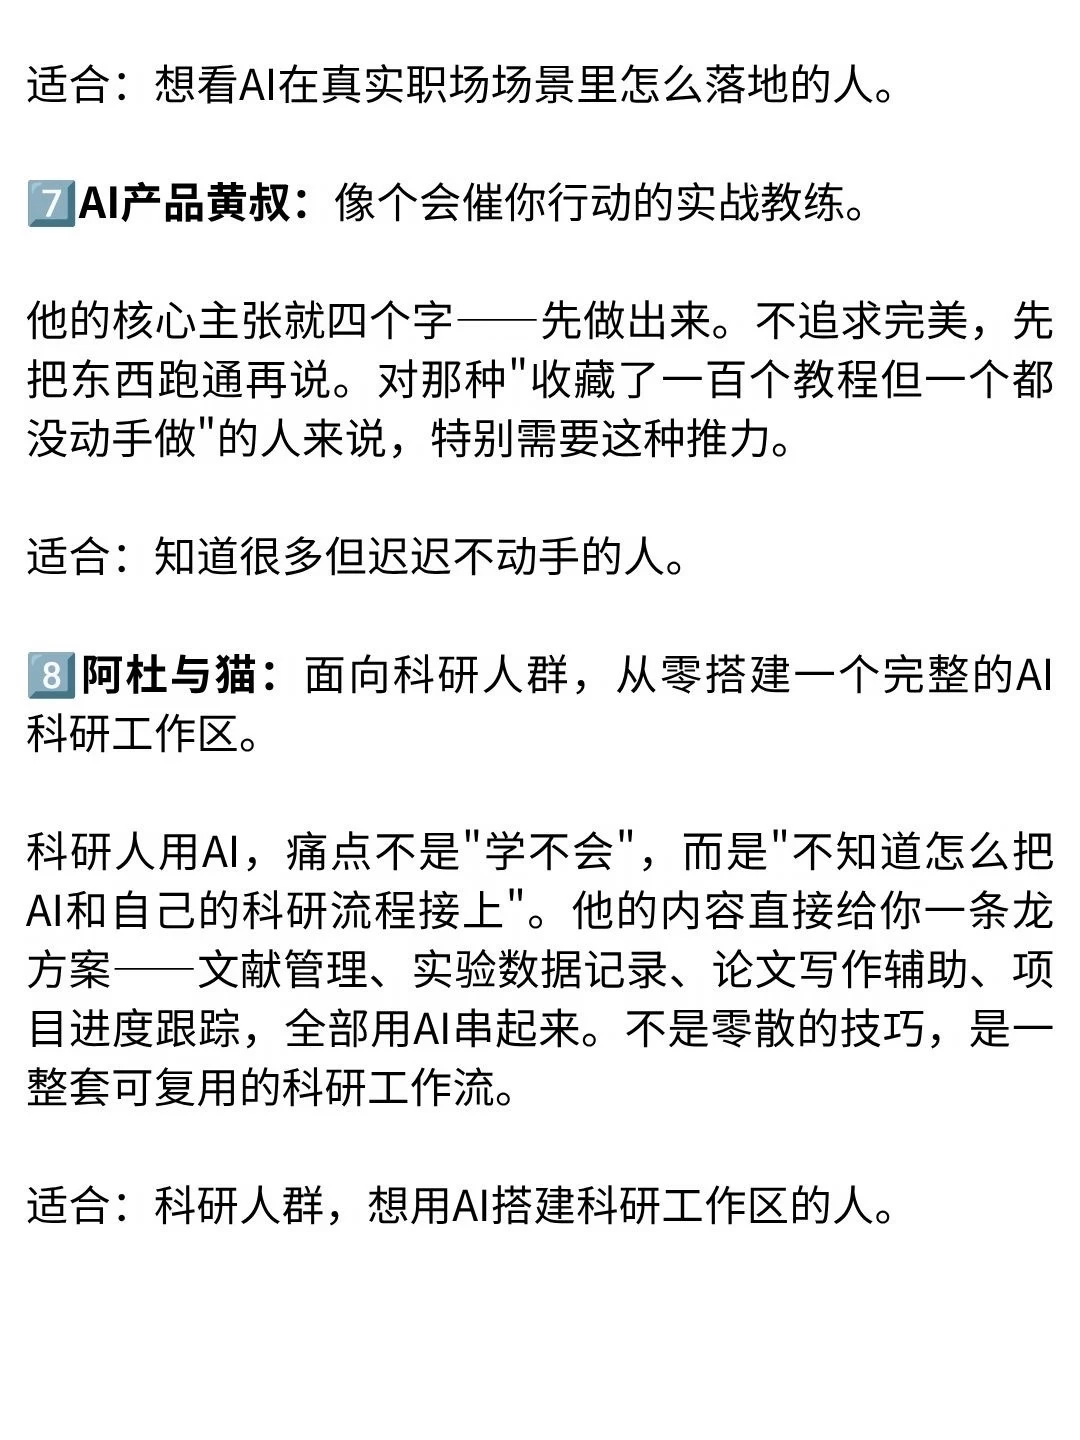 适合：想看AI在真实职场场景里怎么落地的人。
7️⃣AI产品黄叔：像个会催你行动的实战教练。
他的核心主张就四个字——先做出来。不追求完美，先
把东西跑通再说。对那种"收藏了一百个教程但一个都
没动手做"的人来说，特别需要这种推力。
适合：知道很多但迟迟不动手的人。
8️⃣阿杜与猫：面向科研人群，从零搭建一个完整的AI
科研工作区。
科研人用AI，痛点不是"学不会"，而是"不知道怎么把
AI和自己的科研流程接上"。他的内容直接给你一条龙
方案——文献管理、实验数据记录、论文写作辅助、项
目进度跟踪，全部用AI串起来。不是零散的技巧，是一
整套可复用的科研工作流。
适合：科研人群，想用AI搭建科研工作区的人。